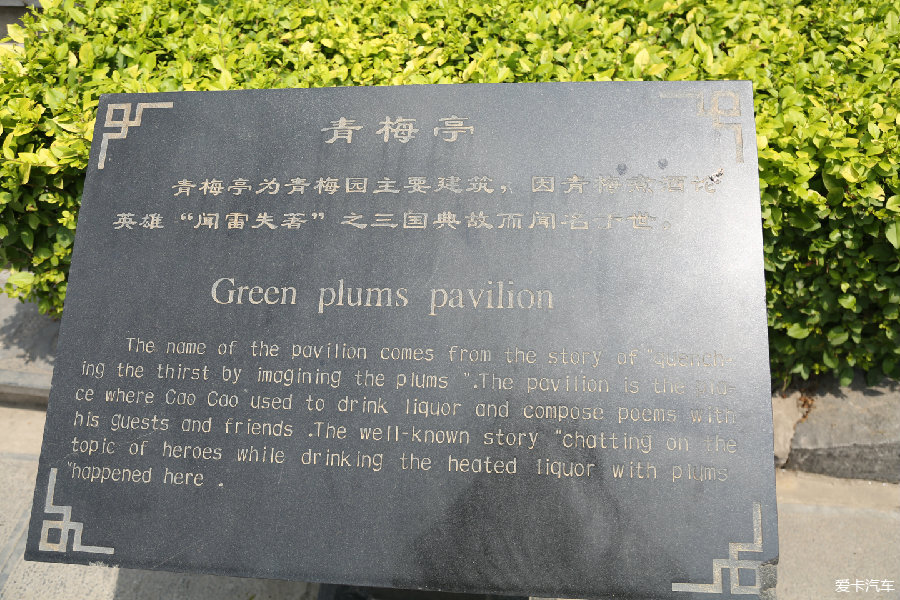 青梅亭
青梅亭为青梅园主要建筑，因青梅煮酒论
英雄“闻雷失著”之三国典故而闻名于世。
Green plums pavilion
The name of the pavilion comes from the story of "quench-
ing the thirst by imagining the plums ".The pavilion is the pla-
ce where Cao Cao used to drink liquor and compose poems with
his guests and friends .The well-known story "chatting on the
topic of heroes while drinking the heated liquor with plums
"happened here .
爱卡汽车